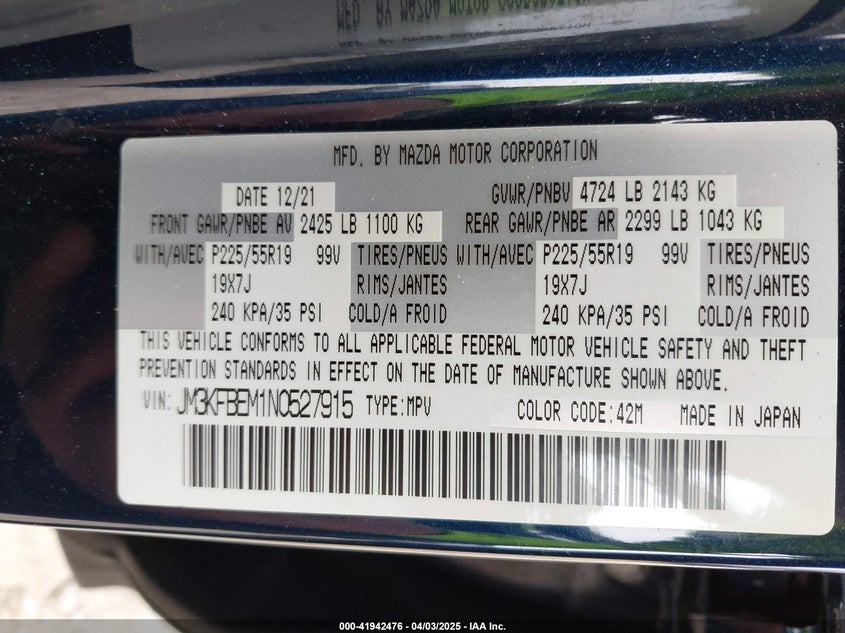 MFD. BY MAZDA MOTOR CORPORATION
MFD. BY MAZDA MOTOR CORPORATION
DATE 12/21 GVWR/PNBV 4724 LB 2143 KG
FRONT GAWR/PNBE AV 2425 LB 1100 KG REAR GAWR/PNBE AR 2299 LB 1043 KG
WITH/AVEC P225/55R19 99V TIRES/PNEUS WITH/AVEC P225/55R19 99V TIRES/PNEUS
19X7J RIMS/JANTES 19X7J RIMS/JANTES
240 KPA/35 PSI COLD/A FROID 240 KPA/35 PSI COLD/A FROID
THIS VEHICLE CONFORMS TO ALL APPLICABLE FEDERAL MOTOR VEHICLE SAFETY AND THEFT
PREVENTION STANDARDS IN EFFECT ON THE DATE OF MANUFACTURE SHOWN ABOVE.
VIN: JM3KFBEM1N0527915 TYPE:MPV COLOR CODE:42M MADE IN JAPAN
000-41942476 - 04/03/2025 - IAA Inc.